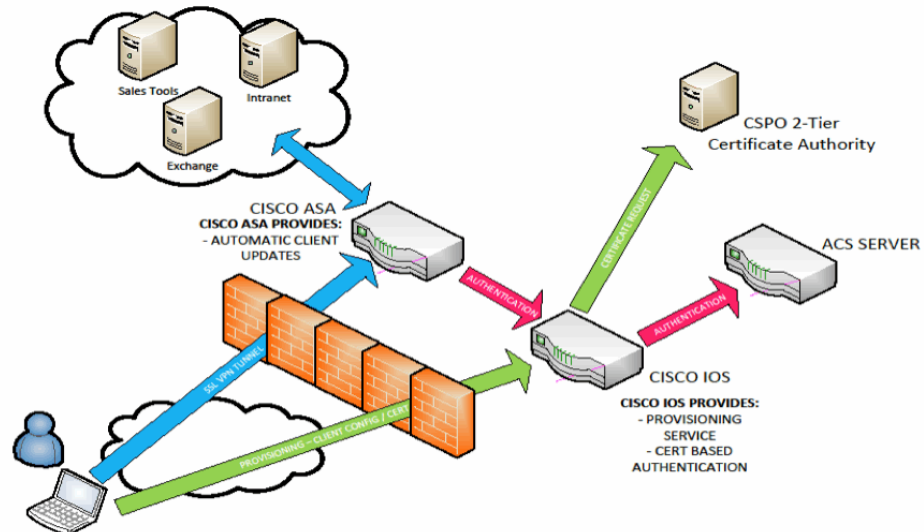 Sales Tools
Intranet
Exchange
CSPO 2-Tier
Certificate Authority
CISCO ASA
CISCO ASA PROVIDES:
- AUTOMATIC CLIENT
UPDATES
CERTIFICATE REQUEST
ACS SERVER
AUTHENTICATION
AUTHENTICATION
SSL VPN TUNNEL
CISCO IOS
CISCO IOS PROVIDES:
- PROVISIONING
SERVICE
- CERT BASED
AUTHENTICATION
PROVISIONING – CLIENT CONFIG / CERT